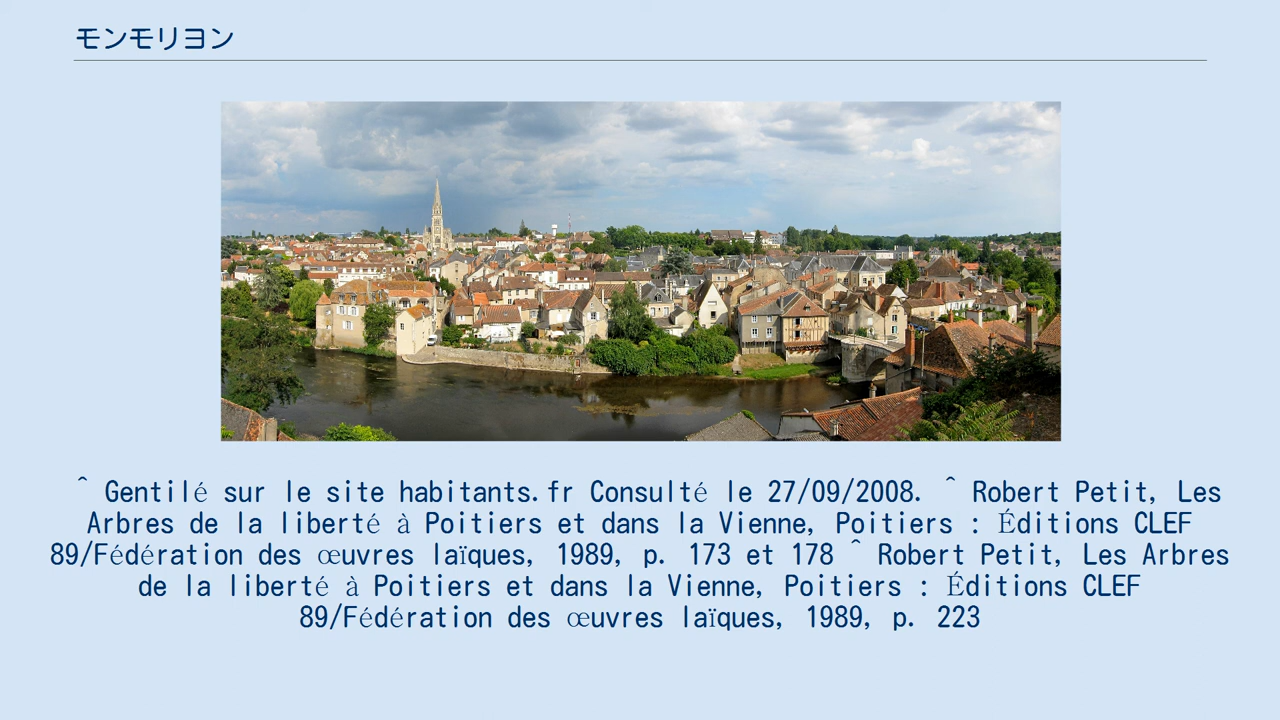 モンモリヨン
^ Gentilé sur le site habitants.fr Consulté le 27/09/2008. ^ Robert Petit, Les
Arbres de la liberté à Poitiers et dans la Vienne, Poitiers : Éditions CLEF
89/Fédération des œuvres laïques, 1989, p. 173 et 178 ^ Robert Petit, Les Arbres
de la liberté à Poitiers et dans la Vienne, Poitiers : Éditions CLEF
89/Fédération des œuvres laïques, 1989, p. 223